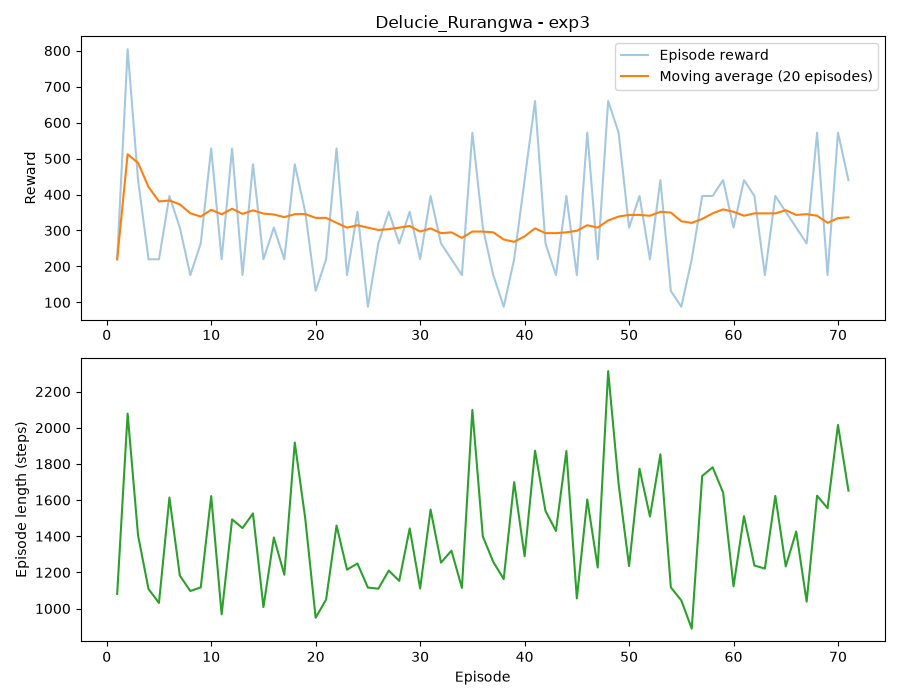 Delucie_Rurangwa - exp3
Episode reward
Moving average (20 episodes)
Reward
800
700
600
500
400
300
200
100
0 10 20 30 40 50 60 70
Episode length (steps)
2200
2000
1800
1600
1400
1200
1000
0 10 20 30 40 50 60 70
Episode